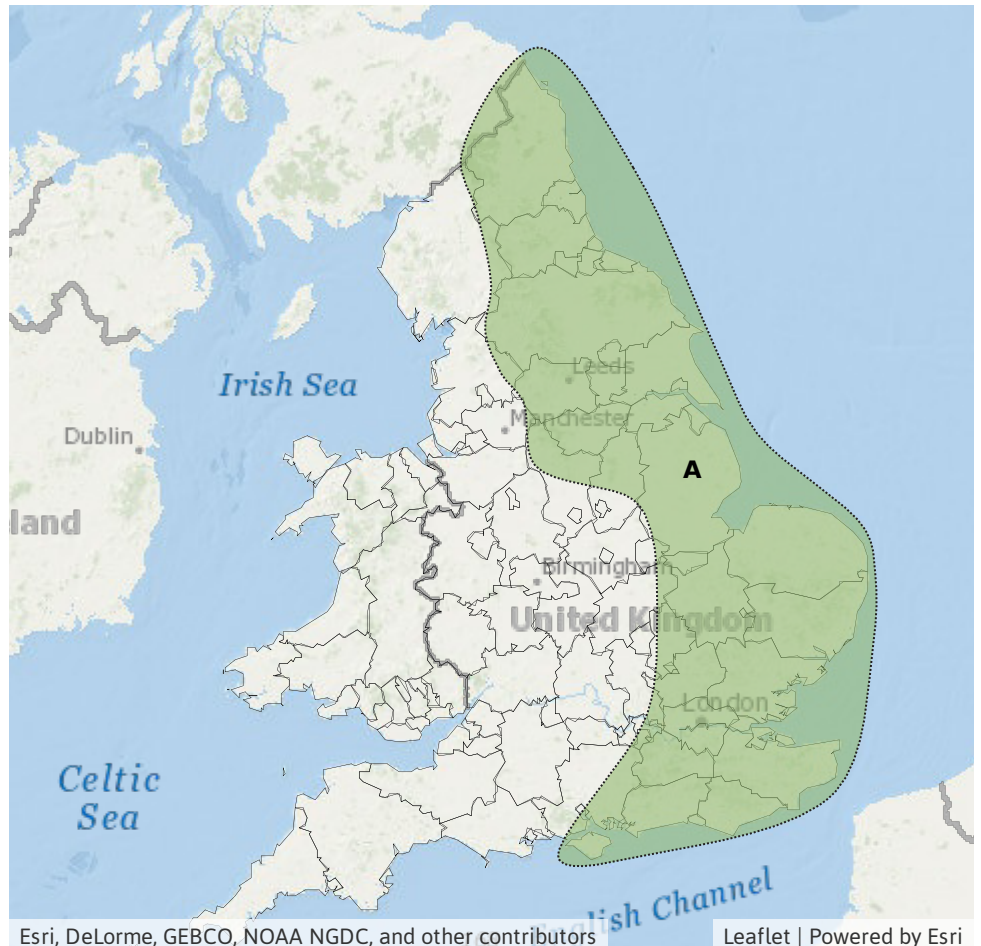 Irish Sea
Leeds
Manchester
Dublin
A
land
Birmingham
United Kingdom
London
Celtic
Sea
English Channel
Esri, DeLorme, GEBCO, NOAA NGDC, and other contributors
Leaflet | Powered by Esri